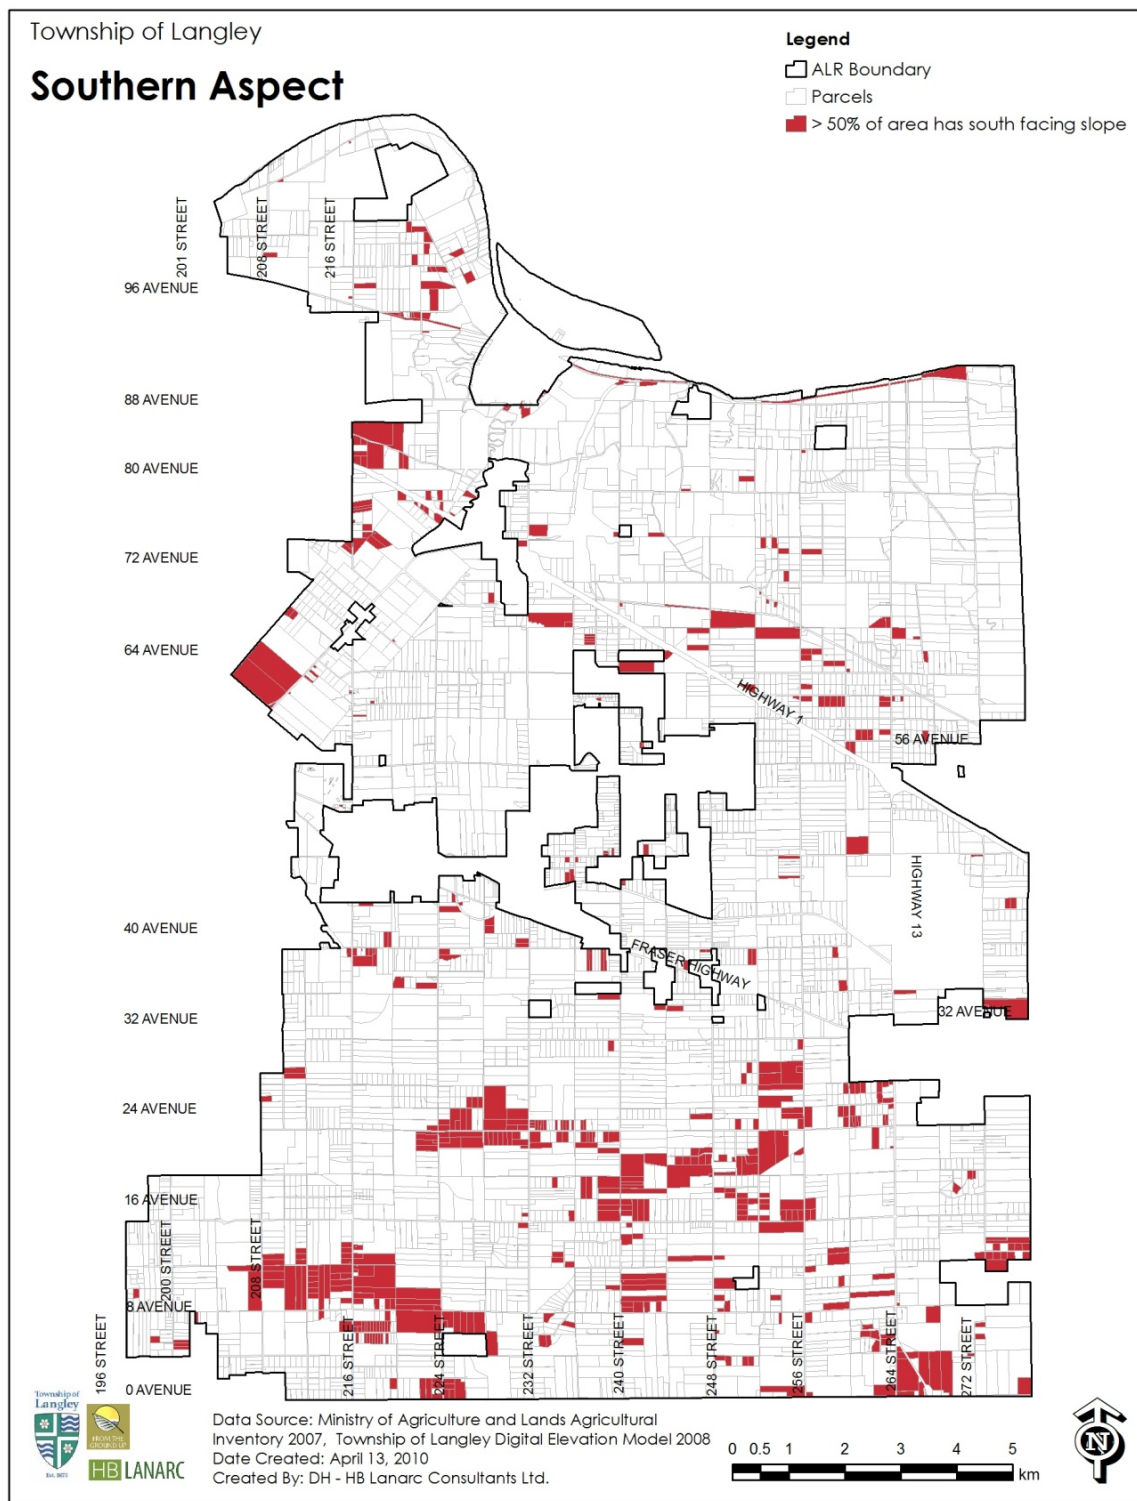 Township of Langley
Southern Aspect
Legend
ALR Boundary
Parcels
> 50% of area has south facing slope
201 STREET
208 STREET
216 STREET
96 AVENUE
88 AVENUE
80 AVENUE
72 AVENUE
64 AVENUE
HIGHWAY 1
56 AVENUE
HIGHWAY 13
40 AVENUE
FRASER HIGHWAY
32 AVENUE
32 AVENUE
24 AVENUE
16 AVENUE
200 STREET
208 STREET
8 AVENUE
196 STREET
216 STREET
224 STREET
232 STREET
240 STREET
248 STREET
256 STREET
264 STREET
272 STREET
0 AVENUE
Township of
Langley
Est. 1873
FROM THE
GROUND UP
HB LANARC
Data Source: Ministry of Agriculture and Lands Agricultural
Inventory 2007, Township of Langley Digital Elevation Model 2008
Date Created: April 13, 2010
Created By: DH - HB Lanarc Consultants Ltd.
0 0.5 1 2 3 4 5
km
N